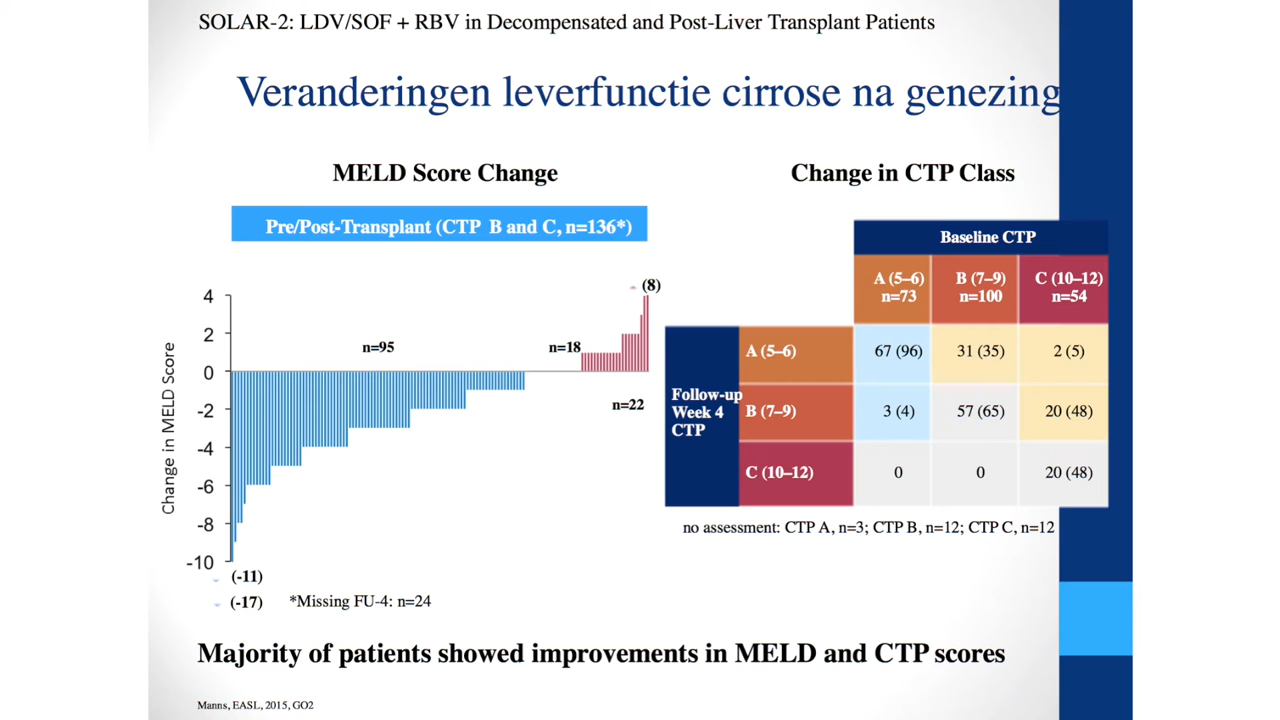 SOLAR-2: LDV/SOF + RBV in Decompensated and Post-Liver Transplant Patients
Veranderingen leverfunctie cirrose na genezing
MELD Score Change
Pre/Post-Transplant (CTP B and C, n=136*)
Change in MELD Score
4
2
0
-2
-4
-6
-8
-10
n=95
n=18
(8)
n=22
(-11)
(-17)
*Missing FU-4: n=24
Change in CTP Class
Baseline CTP
A (5–6) B (7–9) C (10–12)
n=73 n=100 n=54
Follow-up
Week 4
CTP
A (5–6) 67 (96) 31 (35) 2 (5)
B (7–9) 3 (4) 57 (65) 20 (48)
C (10–12) 0 0 20 (48)
no assessment: CTP A, n=3; CTP B, n=12; CTP C, n=12
Majority of patients showed improvements in MELD and CTP scores
Manns, EASL, 2015, GO2